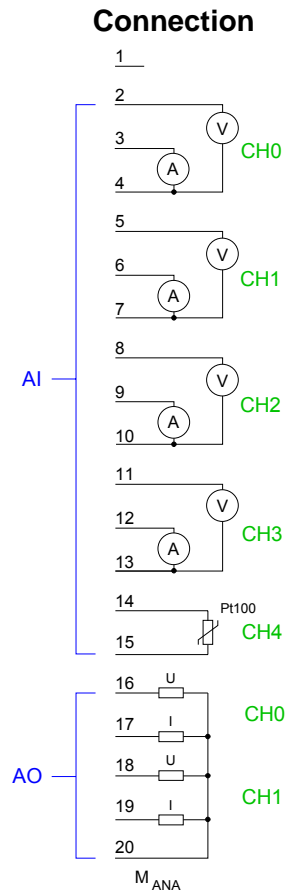 Connection
1
2
V
3
CH0
A
4
5
V
CH1
6
A
7
8
V
AI
9
CH2
A
10
11
V
12
CH3
A
13
14
Pt100
CH4
15
16 U
CH0
17 I
18 U
AO
CH1
19 I
20
M ANA